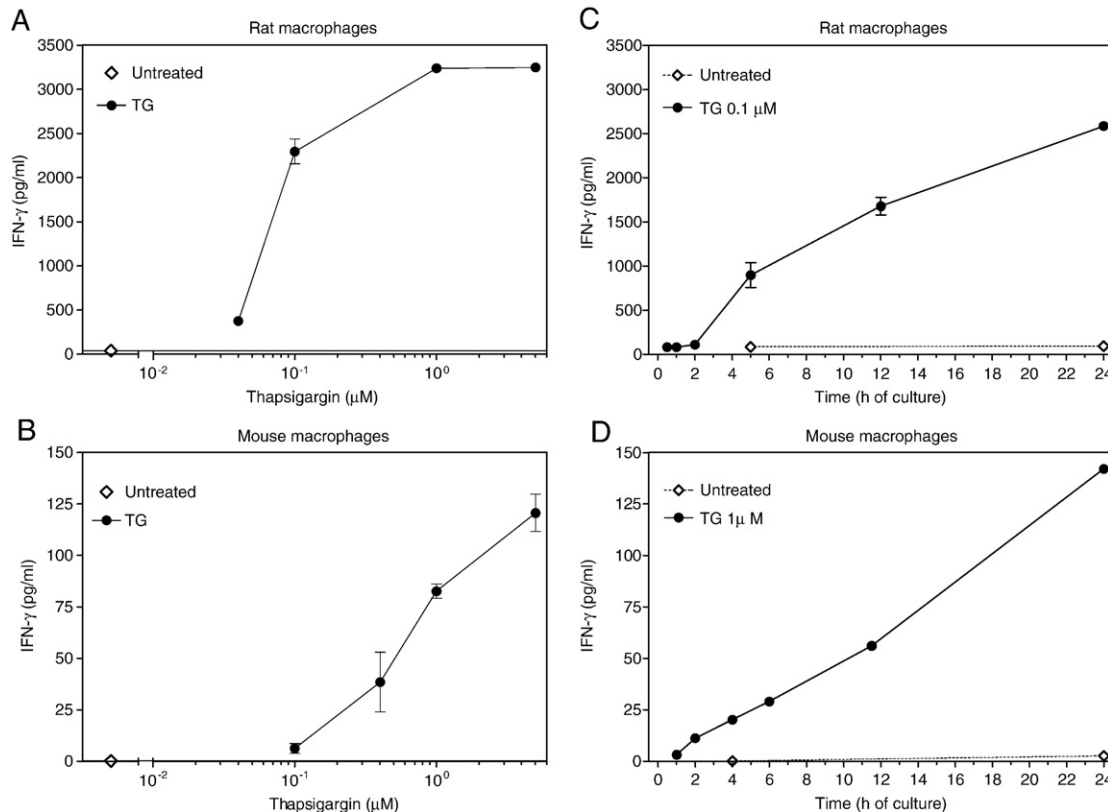 A
Rat macrophages
3500
3000
2500
2000
1500
1000
500
0
IFN-γ (pg/ml)
Untreated
TG
10⁻² 10⁻¹ 10⁰
Thapsigargin (μM)
C
Rat macrophages
3500
3000
2500
2000
1500
1000
500
0
IFN-γ (pg/ml)
Untreated
TG 0.1 μM
0 2 4 6 8 10 12 14 16 18 20 22 24
Time (h of culture)
B
Mouse macrophages
150
125
100
75
50
25
0
IFN-γ (pg/ml)
Untreated
TG
10⁻² 10⁻¹ 10⁰
Thapsigargin (μM)
D
Mouse macrophages
150
125
100
75
50
25
0
IFN-γ (pg/ml)
Untreated
TG 1μ M
0 2 4 6 8 10 12 14 16 18 20 22 24
Time (h of culture)